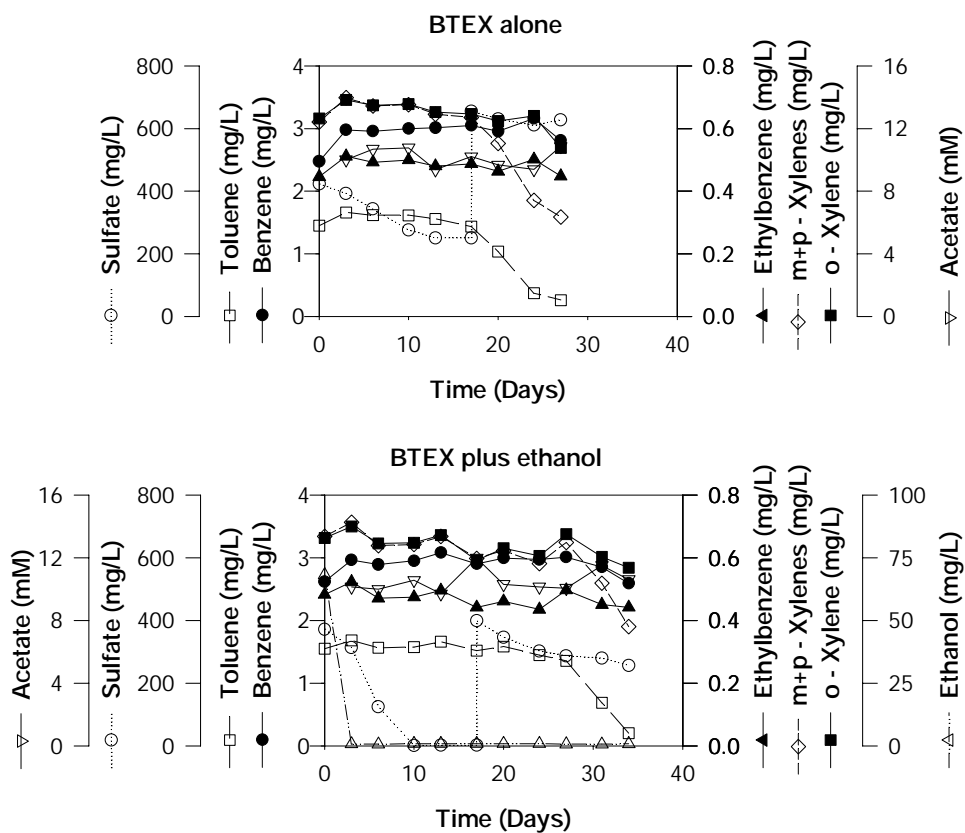 BTEX alone
Sulfate (mg/L)
800
600
400
200
0
Toluene (mg/L)
Benzene (mg/L)
4
3
2
1
0
0 10 20 30 40
Time (Days)
0.8
0.6
0.4
0.2
0.0
Ethylbenzene (mg/L)
m+p - Xylenes (mg/L)
o - Xylene (mg/L)
16
12
8
4
0
Acetate (mM)
BTEX plus ethanol
Acetate (mM)
16
12
8
4
0
Sulfate (mg/L)
800
600
400
200
0
Toluene (mg/L)
Benzene (mg/L)
4
3
2
1
0
0 10 20 30 40
Time (Days)
0.8
0.6
0.4
0.2
0.0
Ethylbenzene (mg/L)
m+p - Xylenes (mg/L)
o - Xylene (mg/L)
100
75
50
25
0
Ethanol (mg/L)